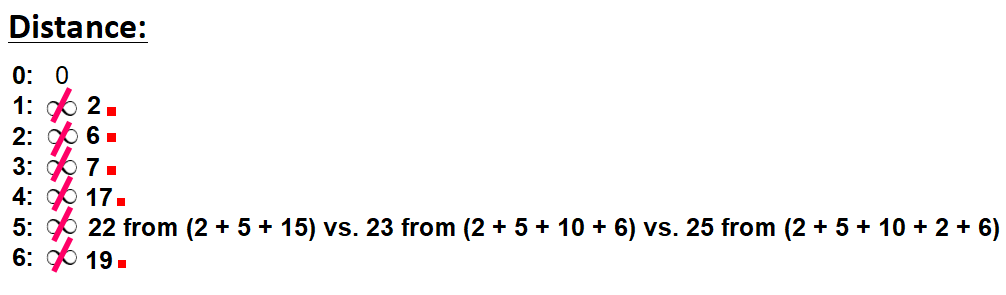 Distance:
0: 0
1: ∞ 2
2: ∞ 6
3: ∞ 7
4: ∞ 17
5: ∞ 22 from (2 + 5 + 15) vs. 23 from (2 + 5 + 10 + 6) vs. 25 from (2 + 5 + 10 + 2 + 6)
6: ∞ 19